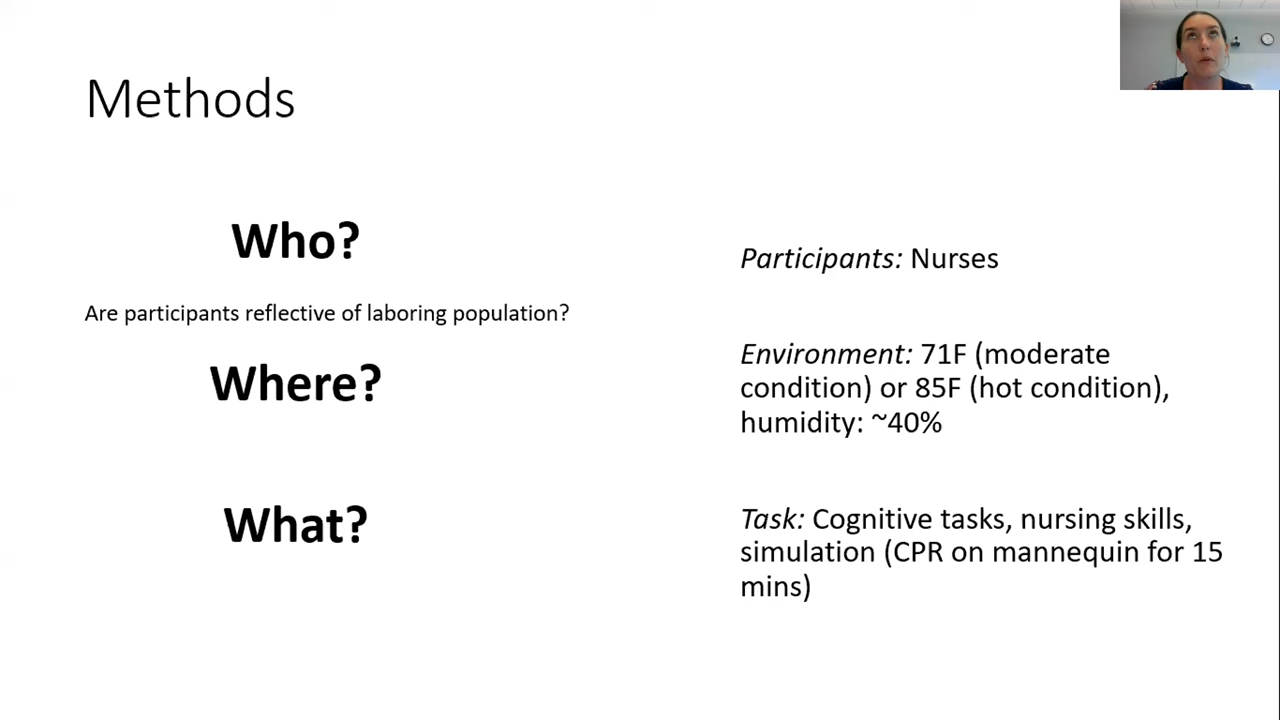 Methods
Who?
Are participants reflective of laboring population?
Where?
What?
Participants: Nurses
Environment: 71F (moderate
condition) or 85F (hot condition),
humidity: ~40%
Task: Cognitive tasks, nursing skills,
simulation (CPR on mannequin for 15
mins)